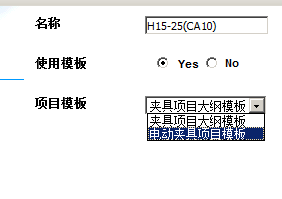 名称 H15-25(CA10)
使用模板 Yes No
项目模板 夹具项目大纲模板
夹具项目大纲模板
电动夹具项目模板